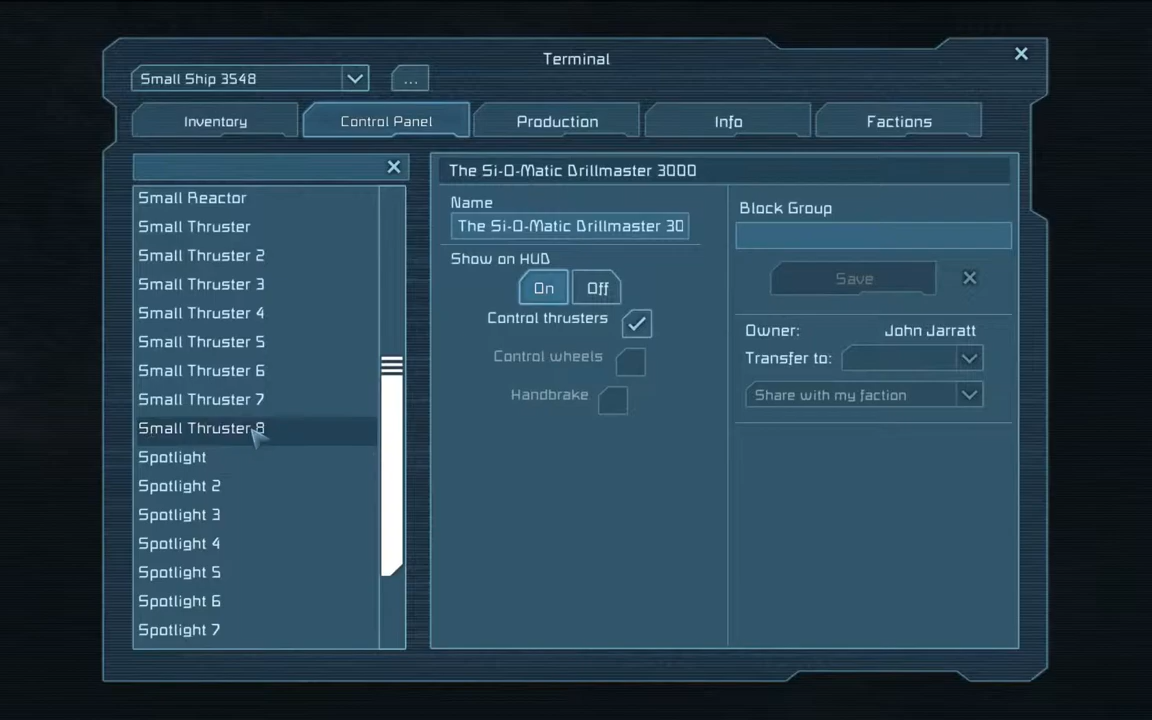 Terminal
Small Ship 3548
...
Inventory
Control Panel
Production
Info
Factions
Small Reactor
Small Thruster
Small Thruster 2
Small Thruster 3
Small Thruster 4
Small Thruster 5
Small Thruster 6
Small Thruster 7
Small Thruster 8
Spotlight
Spotlight 2
Spotlight 3
Spotlight 4
Spotlight 5
Spotlight 6
Spotlight 7
The Si-O-Matic Drillmaster 3000
Name
The Si-O-Matic Drillmaster 30
Show on HUD
On Off
Control thrusters
Control wheels
Handbrake
Block Group
Save
Owner: John Jarratt
Transfer to:
Share with my faction